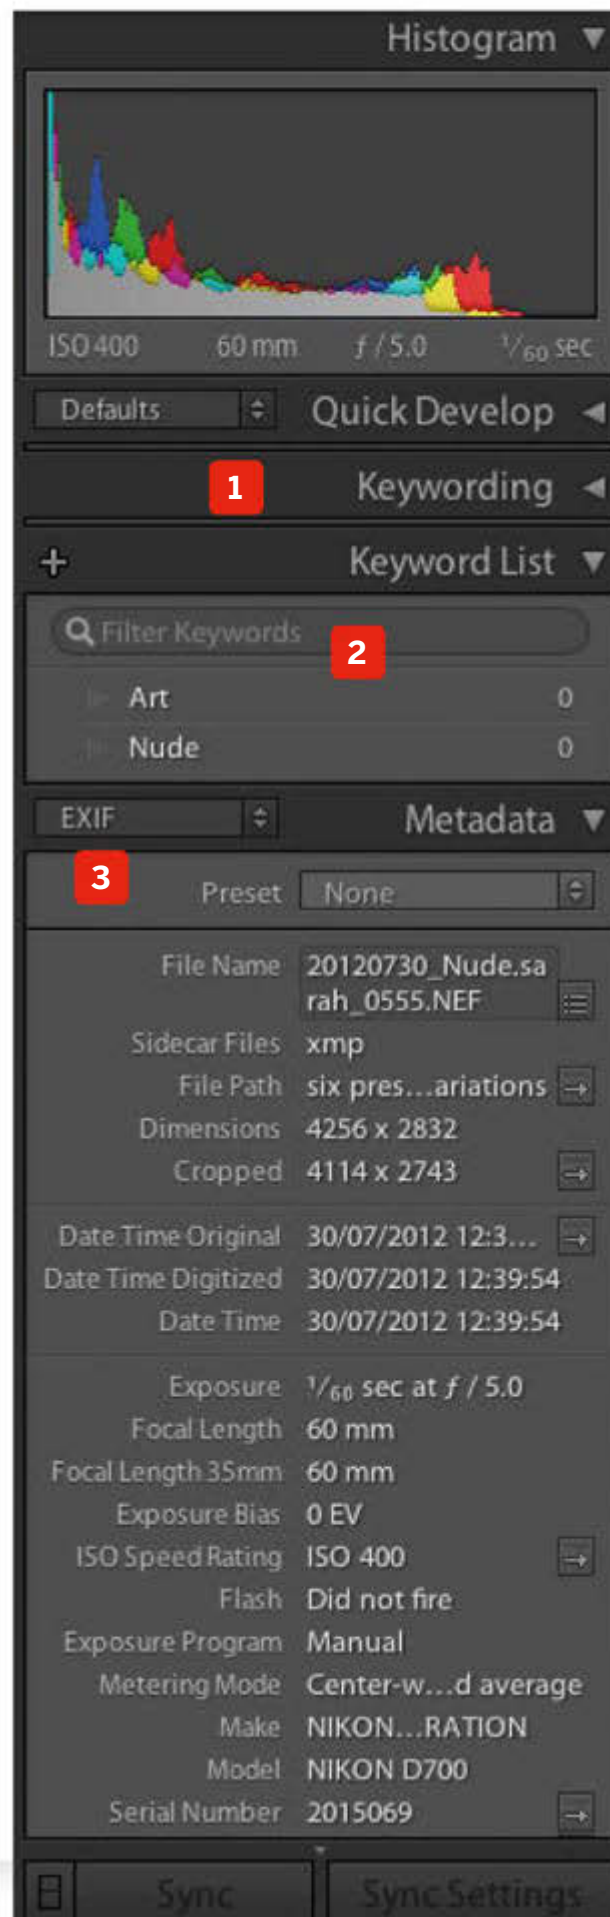 Histogram
ISO 400 60 mm ƒ / 5.0 1/60 sec
Defaults Quick Develop
1 Keywording
Keyword List
Filter Keywords
2
Art 0
Nude 0
EXIF Metadata
3
Preset None
File Name 20120730_Nude.sa
rah_0555.NEF
Sidecar Files xmp
File Path six pres...ariations
Dimensions 4256 x 2832
Cropped 4114 x 2743
Date Time Original 30/07/2012 12:3...
Date Time Digitized 30/07/2012 12:39:54
Date Time 30/07/2012 12:39:54
Exposure 1/60 sec at ƒ / 5.0
Focal Length 60 mm
Focal Length 35mm 60 mm
Exposure Bias 0 EV
ISO Speed Rating ISO 400
Flash Did not fire
Exposure Program Manual
Metering Mode Center-w...d average
Make NIKON...RATION
Model NIKON D700
Serial Number 2015069
Sync Sync Settings